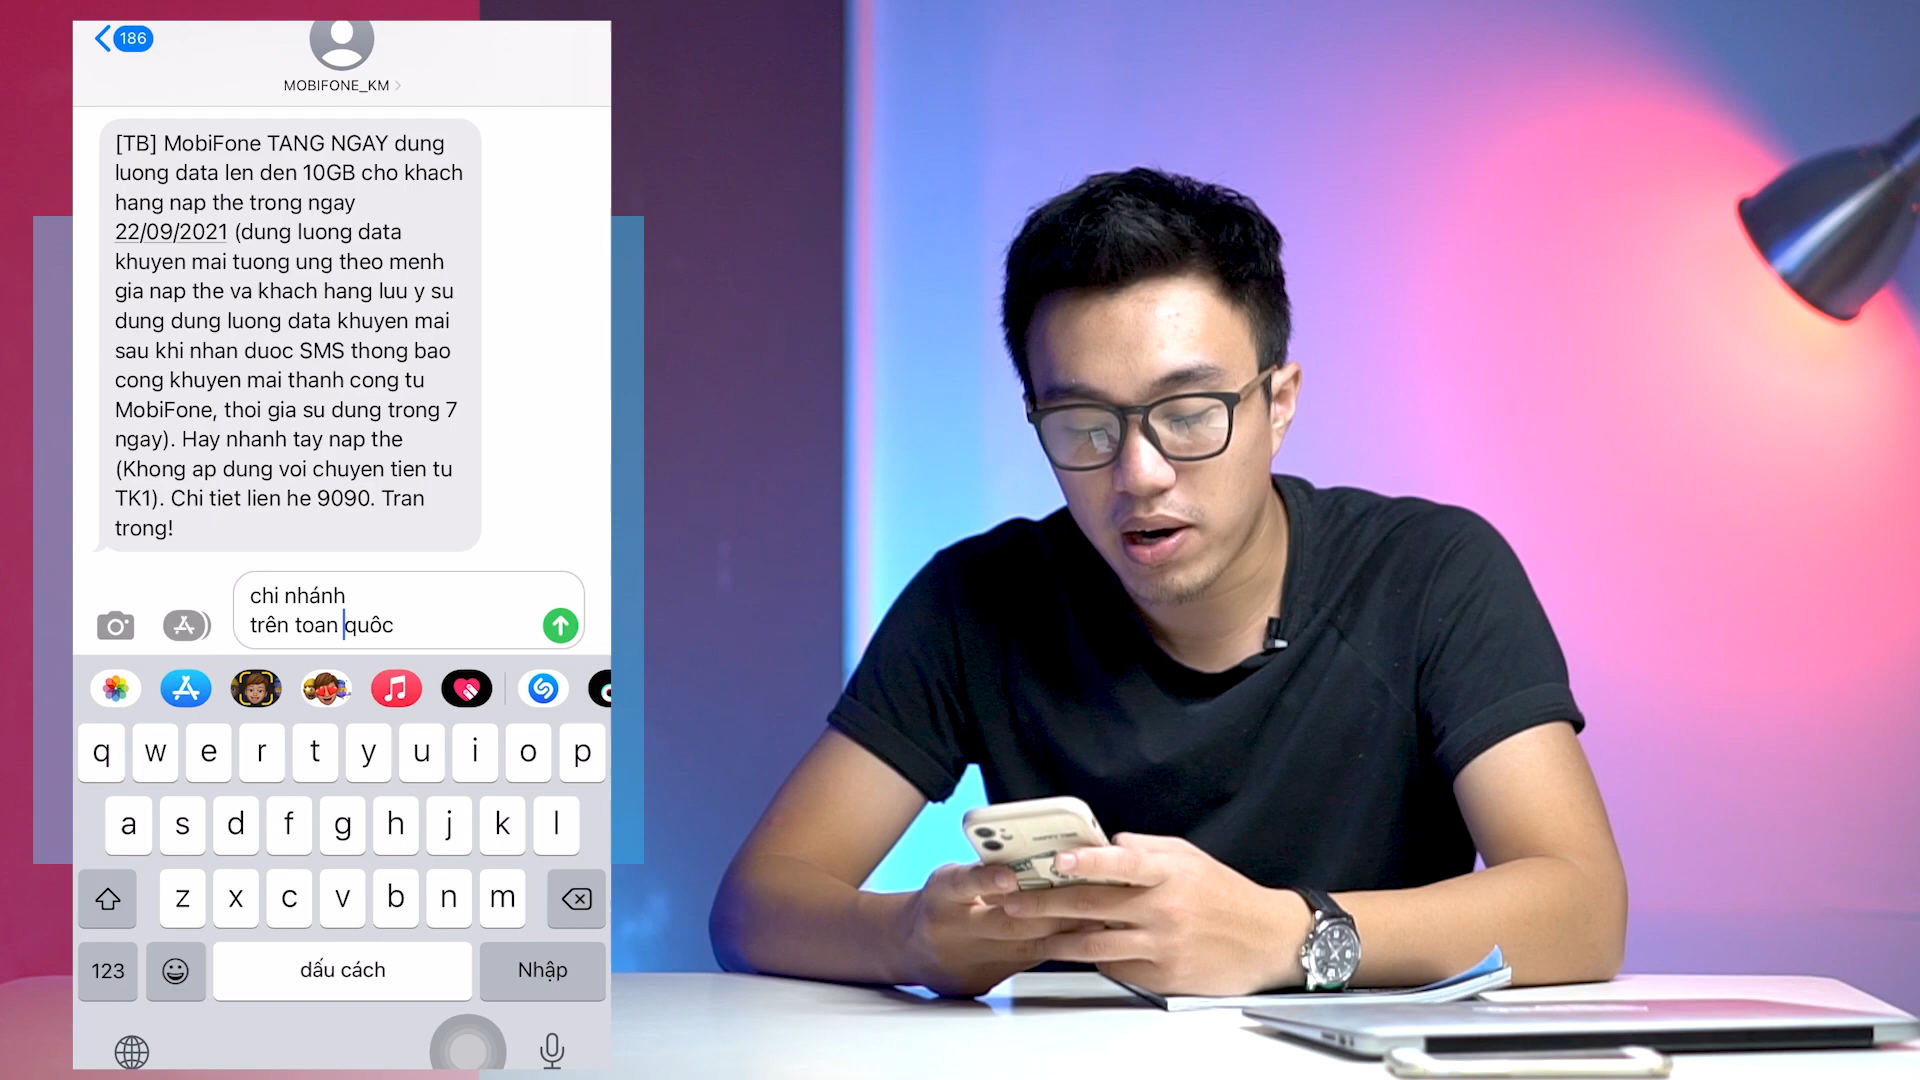 186
MOBIFONE_KM
[TB] MobiFone TANG NGAY dung
luong data len den 10GB cho khach
hang nap the trong ngay
22/09/2021 (dung luong data
khuyen mai tuong ung theo menh
gia nap the va khach hang luu y su
dung dung luong data khuyen mai
sau khi nhan duoc SMS thong bao
cong khuyen mai thanh cong tu
MobiFone, thoi gia su dung trong 7
ngay). Hay nhanh tay nap the
(Khong ap dung voi chuyen tien tu
TK1). Chi tiet lien he 9090. Tran
trong!
chi nhánh
trên toan quôc
q w e r t y u i o p
a s d f g h j k l
z x c v b n m
123 dấu cách Nhập